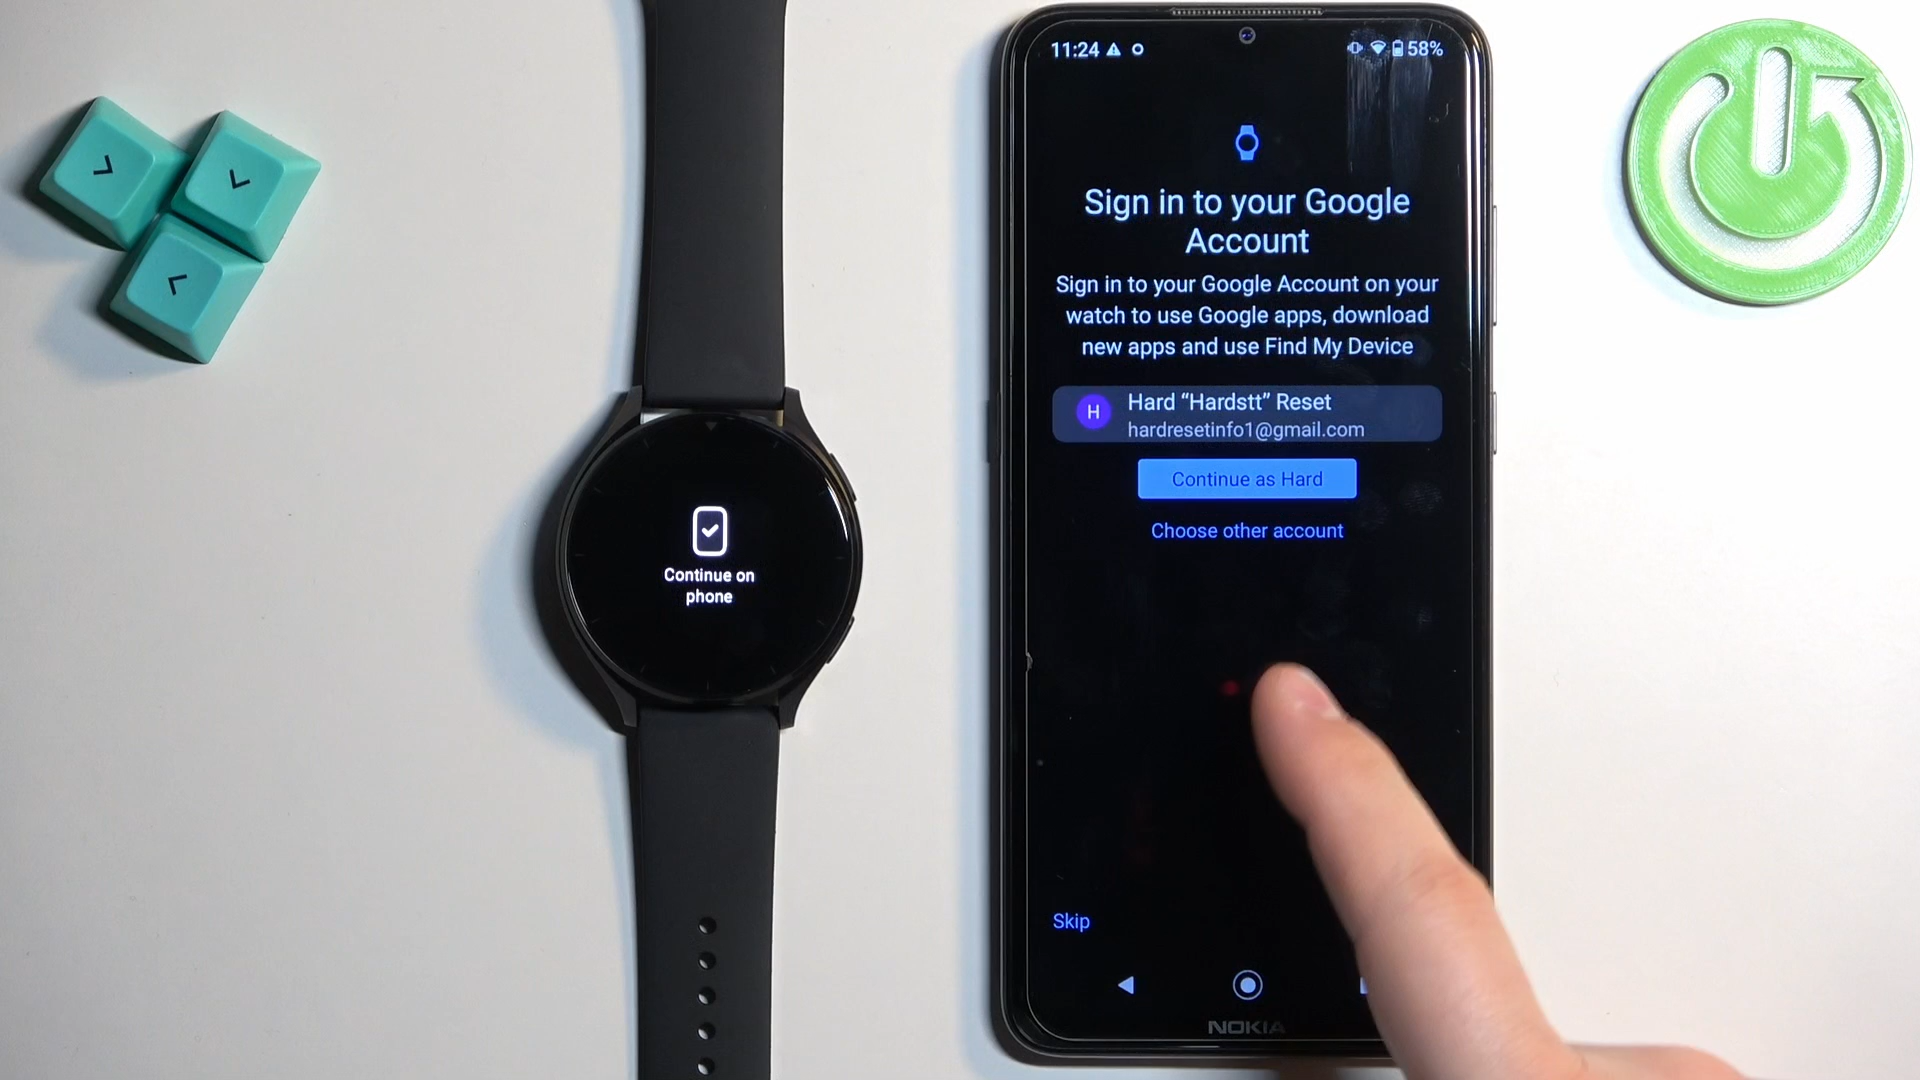 11:24
58%
Sign in to your Google
Account
Sign in to your Google Account on your
watch to use Google apps, download
new apps and use Find My Device
H
Hard “Hardstt” Reset
hardresetinfo1@gmail.com
Continue as Hard
Choose other account
Skip
NOKIA
Continue on
phone